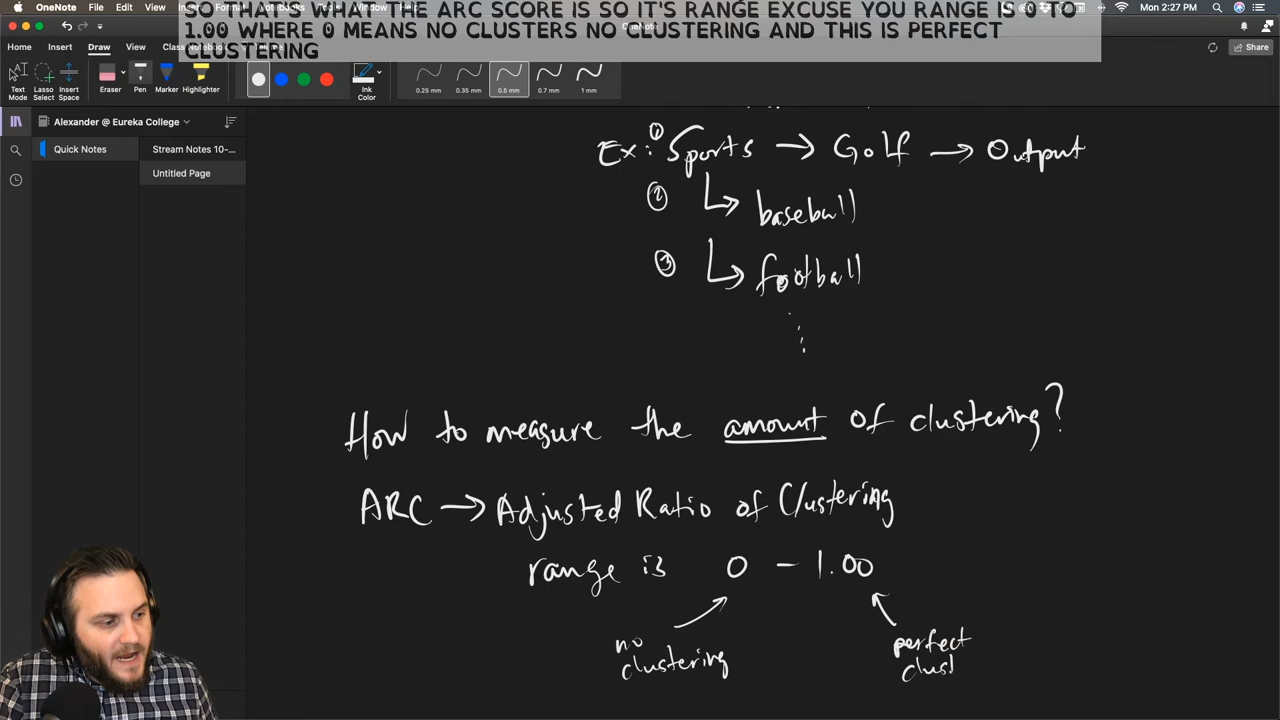 SO THAT'S WHAT THE ARC SCORE IS SO IT'S RANGE EXCUSE YOU RANGE IS 0 TO
1.00 WHERE 0 MEANS NO CLUSTERS NO CLUSTERING AND THIS IS PERFECT
CLUSTERING
OneNote File Edit
Mon 2:27 PM
Home Insert Draw View
Share
Text Mode
Lasso Select
Insert Space
Eraser
Pen
Marker
Highlighter
Ink Color
0.25 mm 0.35 mm 0.5 mm 0.7 mm 1 mm
Alexander @ Eureka College
Quick Notes
Stream Notes 10-...
Untitled Page
Ex: ① Sports → Golf → Output
② baseball
③ football
How to measure the amount of clustering?
ARC → Adjusted Ratio of Clustering
range is 0 - 1.00
no clustering
perfect clust